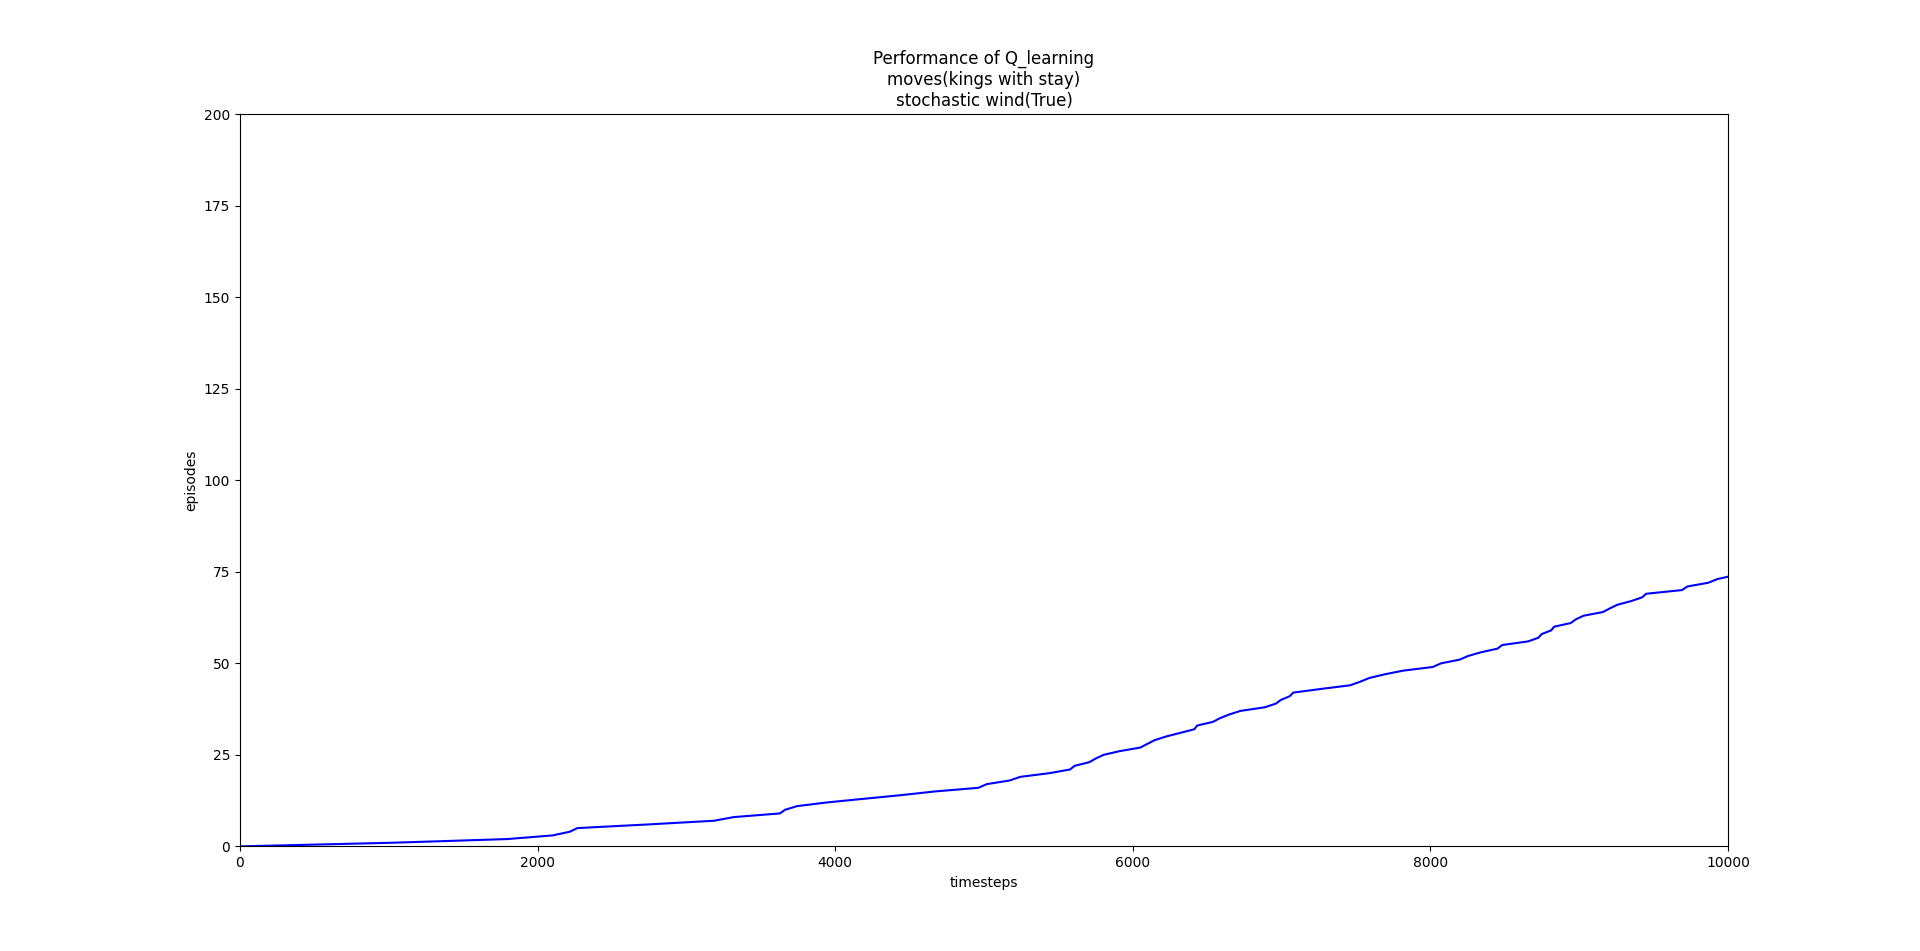 Performance of Q_learning
moves(kings with stay)
stochastic wind(True)
200
175
150
125
100
75
50
25
0
episodes
0 2000 4000 6000 8000 10000
timesteps